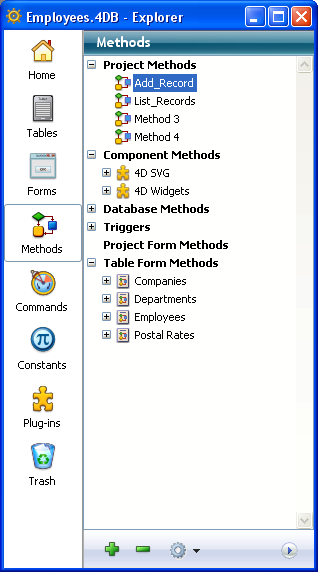 Employees.4DB - Explorer
Methods
Home
Tables
Forms
Methods
Commands
Constants
Plug-ins
Trash
Project Methods
Add_Record
List_Records
Method 3
Method 4
Component Methods
4D SVG
4D Widgets
Database Methods
Triggers
Project Form Methods
Table Form Methods
Companies
Departments
Employees
Postal Rates